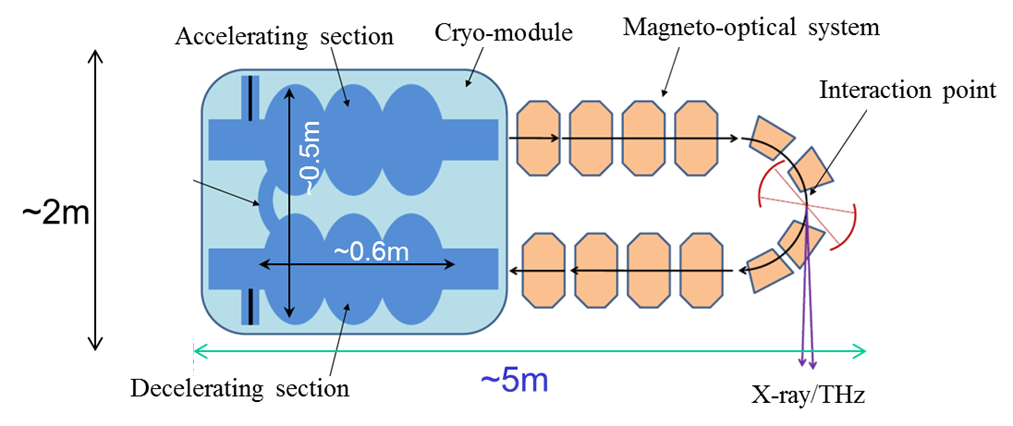 Accelerating section
Cryo-module
Magneto-optical system
Interaction point
~0.5m
~2m
~0.6m
~5m
Decelerating section
X-ray/THz